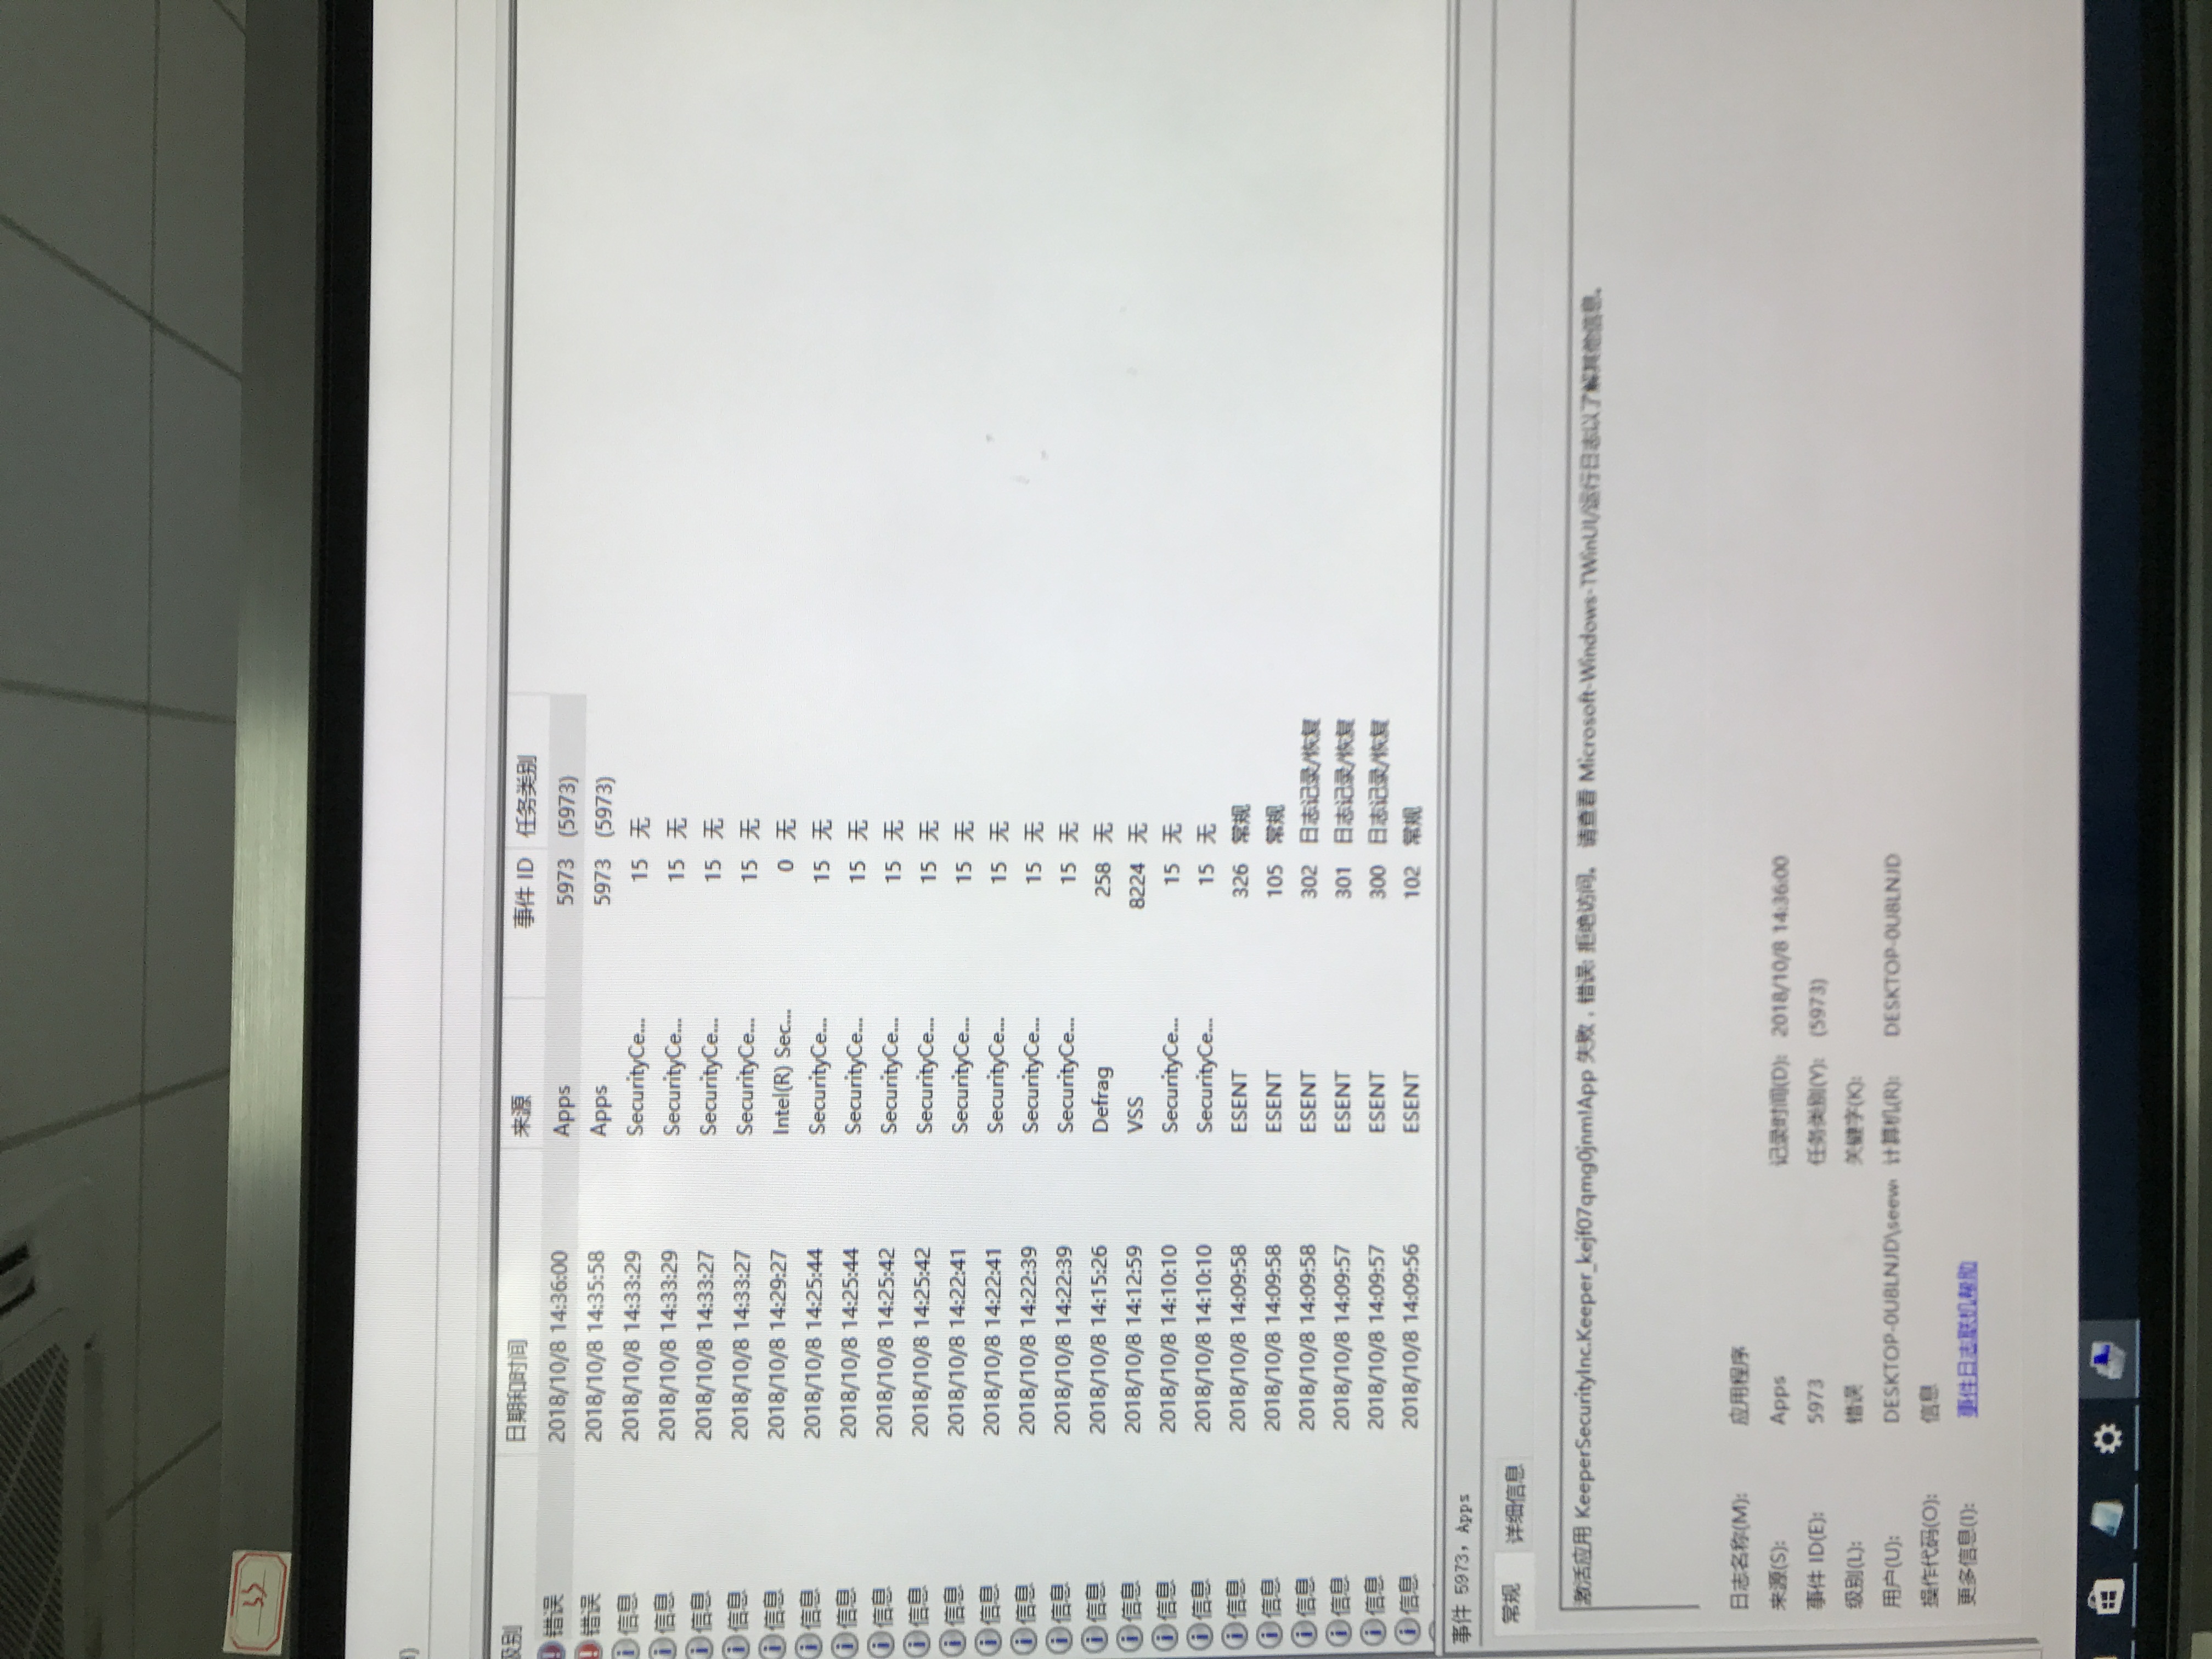 33
级别 日期和时间 来源 事件 ID 任务类别
错误 2018/10/8 14:36:00 Apps 5973 (5973)
错误 2018/10/8 14:35:58 Apps 5973 (5973)
信息 2018/10/8 14:33:29 SecurityCe... 15 无
信息 2018/10/8 14:33:29 SecurityCe... 15 无
信息 2018/10/8 14:33:27 SecurityCe... 15 无
信息 2018/10/8 14:33:27 SecurityCe... 15 无
信息 2018/10/8 14:29:27 Intel(R) Sec... 0 无
信息 2018/10/8 14:25:44 SecurityCe... 15 无
信息 2018/10/8 14:25:44 SecurityCe... 15 无
信息 2018/10/8 14:25:42 SecurityCe... 15 无
信息 2018/10/8 14:25:42 SecurityCe... 15 无
信息 2018/10/8 14:22:41 SecurityCe... 15 无
信息 2018/10/8 14:22:41 SecurityCe... 15 无
信息 2018/10/8 14:22:39 SecurityCe... 15 无
信息 2018/10/8 14:22:39 SecurityCe... 15 无
信息 2018/10/8 14:15:26 Defrag 258 无
信息 2018/10/8 14:12:59 VSS 8224 无
信息 2018/10/8 14:10:10 SecurityCe... 15 无
信息 2018/10/8 14:10:10 SecurityCe... 15 无
信息 2018/10/8 14:09:58 ESENT 326 常规
信息 2018/10/8 14:09:58 ESENT 105 常规
信息 2018/10/8 14:09:58 ESENT 302 日志记录/恢复
信息 2018/10/8 14:09:57 ESENT 301 日志记录/恢复
信息 2018/10/8 14:09:57 ESENT 300 日志记录/恢复
信息 2018/10/8 14:09:56 ESENT 102 常规
事件 5973，Apps
常规 详细信息
激活应用 KeeperSecurityInc.Keeper_kejf07qmg0jnm!App 失败，错误: 拒绝访问。 请查看 Microsoft-Windows-TWinUI/运行日志以了解其他信息。
日志名称(M): 应用程序
来源(S): Apps 记录时间(D): 2018/10/8 14:36:00
事件 ID(E): 5973 任务类别(Y): (5973)
级别(L): 错误 关键字(K):
用户(U): DESKTOP-0U8LNJD\seew 计算机(R): DESKTOP-0U8LNJD
操作代码(O): 信息
更多信息(I): 事件日志联机帮助